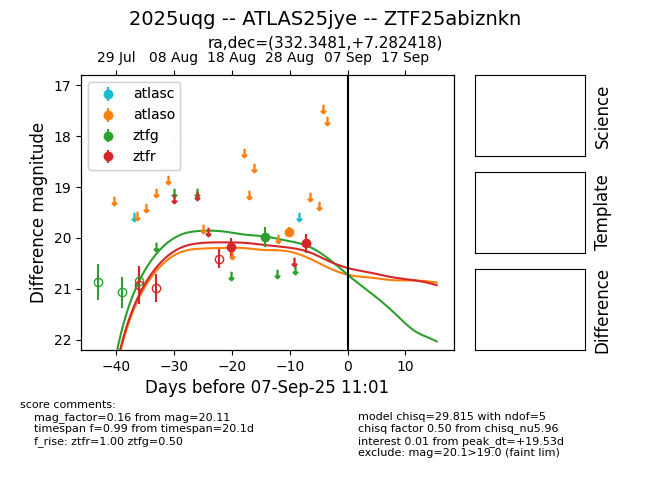 2025uqg -- ATLAS25jye -- ZTF25abiznkn
ra,dec=(332.3481,+7.282418)
29 Jul 08 Aug 18 Aug 28 Aug 07 Sep 17 Sep
atlasc
atlaso
ztfg
ztfr
17
18
19
20
21
22
Difference magnitude
−40 −30 −20 −10 0 10
Days before 07-Sep-25 11:01
Science
Template
Difference
score comments:
mag_factor=0.16 from mag=20.11
timespan f=0.99 from timespan=20.1d
f_rise: ztfr=1.00 ztfg=0.50
model chisq=29.815 with ndof=5
chisq factor 0.50 from chisq_nu5.96
interest 0.01 from peak_dt=+19.53d
exclude: mag=20.1>19.0 (faint lim)